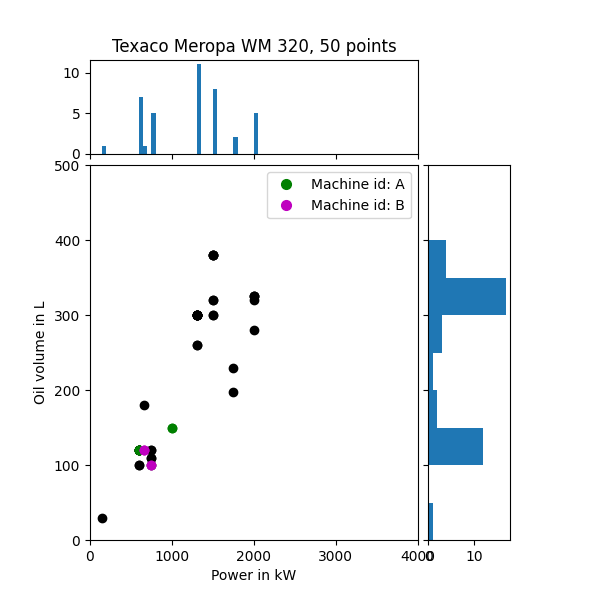 Texaco Meropa WM 320, 50 points
10
5
0
500
400
300
200
100
0
Oil volume in L
Machine id: A
Machine id: B
0 1000 2000 3000 4000
Power in kW
0 10